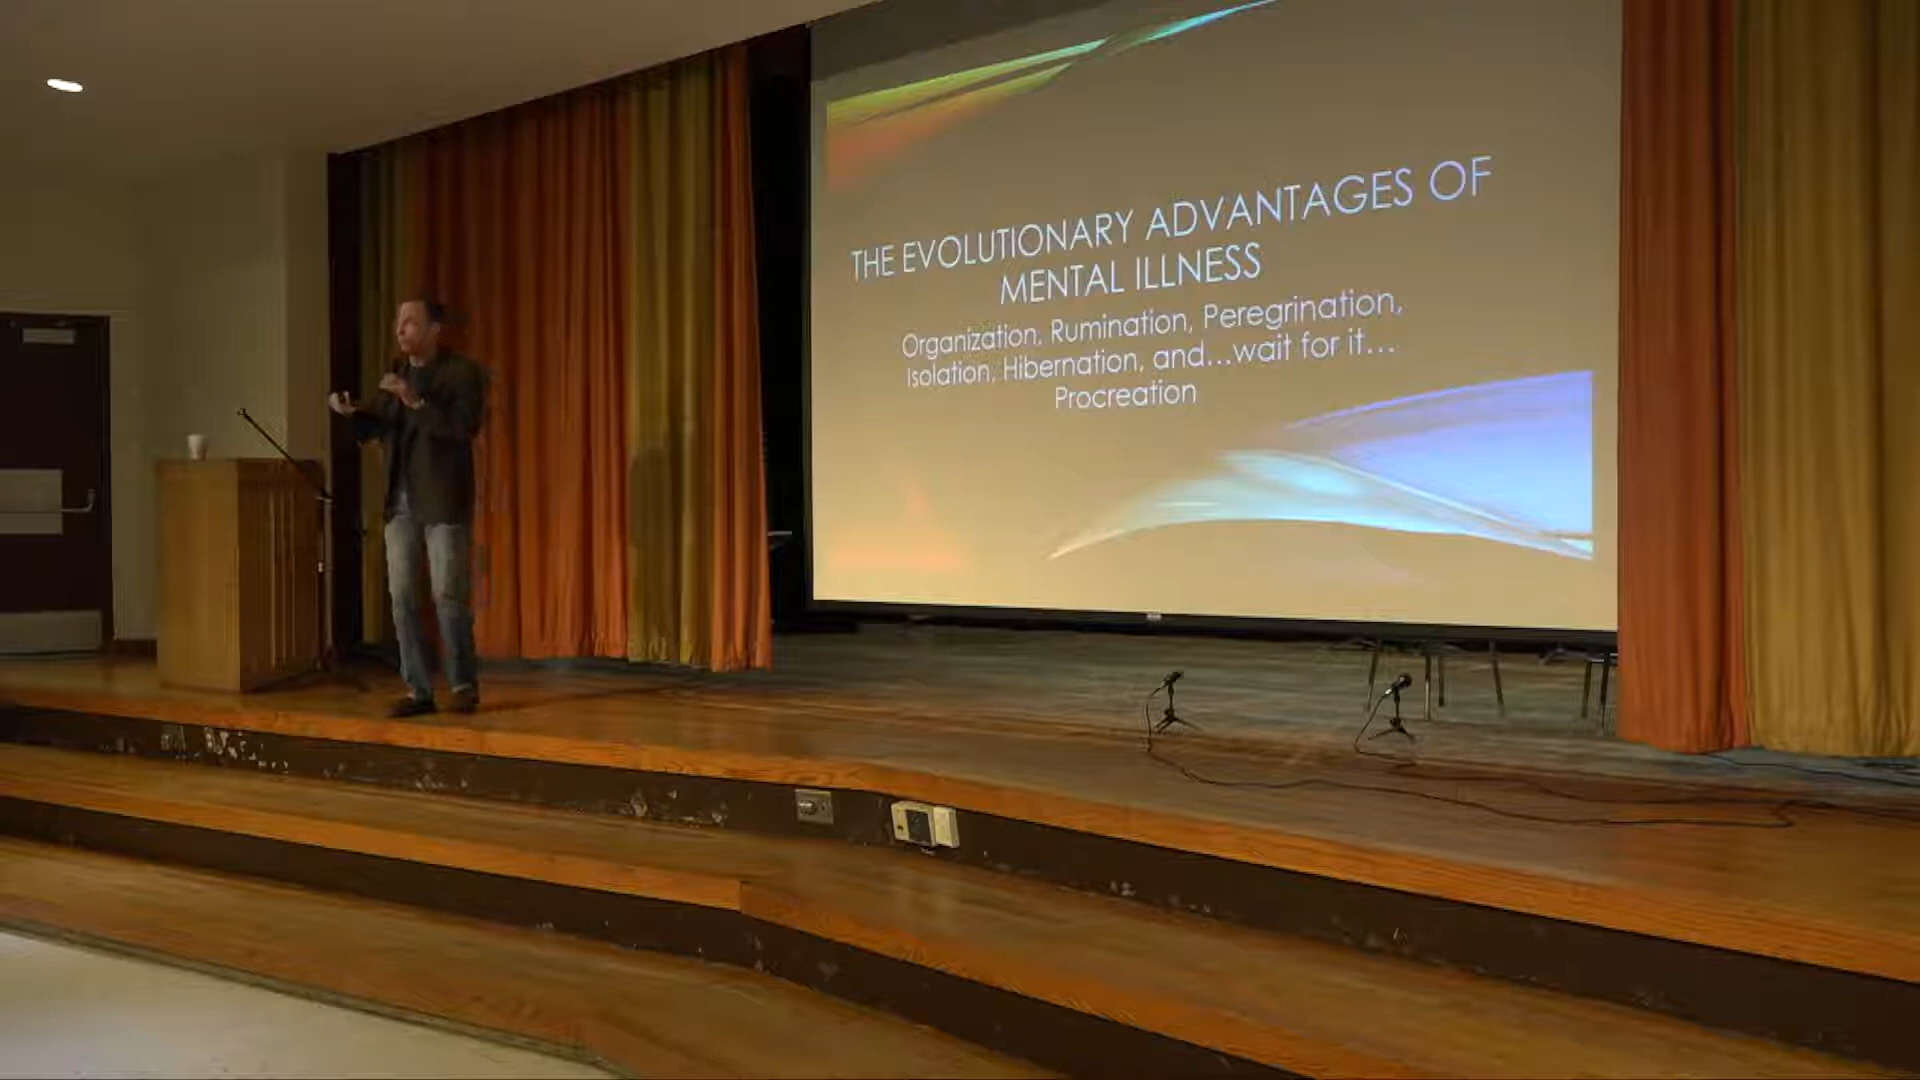 THE EVOLUTIONARY ADVANTAGES OF
MENTAL ILLNESS
Organization, Rumination, Peregrination,
Isolation, Hibernation, and...wait for it...
Procreation